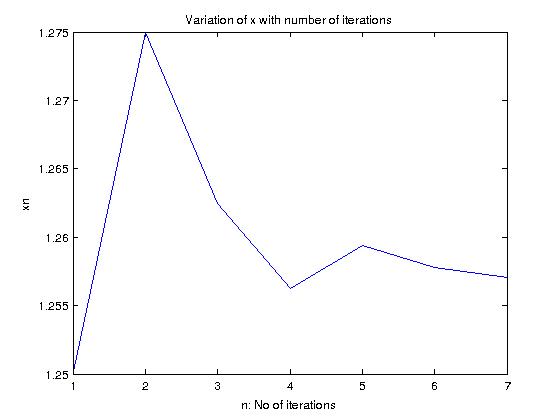 Variation of x with number of iterations
1.275
1.27
1.265
1.26
1.255
1.25
xn
1 2 3 4 5 6 7
n: No of iterations